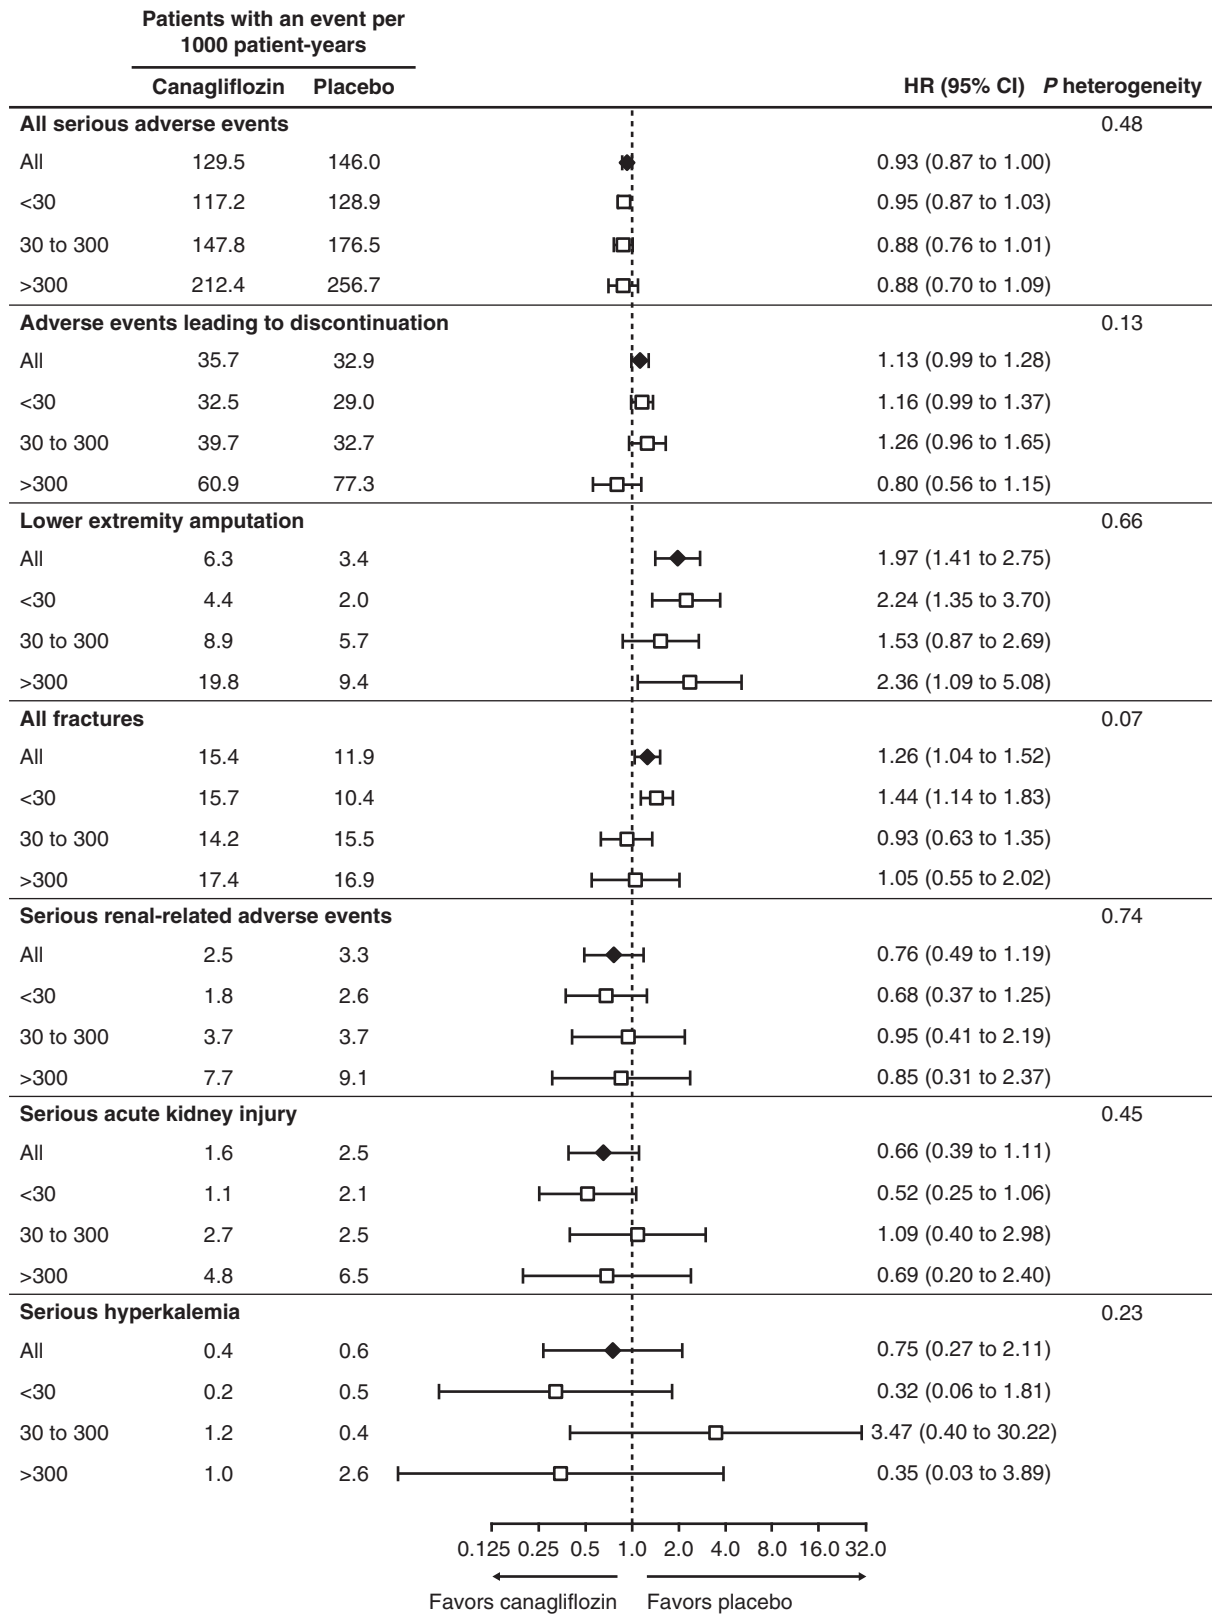 Patients with an event per
1000 patient-years
Canagliflozin Placebo HR (95% CI) P heterogeneity
All serious adverse events 0.48
All 129.5 146.0 0.93 (0.87 to 1.00)
<30 117.2 128.9 0.95 (0.87 to 1.03)
30 to 300 147.8 176.5 0.88 (0.76 to 1.01)
>300 212.4 256.7 0.88 (0.70 to 1.09)
Adverse events leading to discontinuation 0.13
All 35.7 32.9 1.13 (0.99 to 1.28)
<30 32.5 29.0 1.16 (0.99 to 1.37)
30 to 300 39.7 32.7 1.26 (0.96 to 1.65)
>300 60.9 77.3 0.80 (0.56 to 1.15)
Lower extremity amputation 0.66
All 6.3 3.4 1.97 (1.41 to 2.75)
<30 4.4 2.0 2.24 (1.35 to 3.70)
30 to 300 8.9 5.7 1.53 (0.87 to 2.69)
>300 19.8 9.4 2.36 (1.09 to 5.08)
All fractures 0.07
All 15.4 11.9 1.26 (1.04 to 1.52)
<30 15.7 10.4 1.44 (1.14 to 1.83)
30 to 300 14.2 15.5 0.93 (0.63 to 1.35)
>300 17.4 16.9 1.05 (0.55 to 2.02)
Serious renal-related adverse events 0.74
All 2.5 3.3 0.76 (0.49 to 1.19)
<30 1.8 2.6 0.68 (0.37 to 1.25)
30 to 300 3.7 3.7 0.95 (0.41 to 2.19)
>300 7.7 9.1 0.85 (0.31 to 2.37)
Serious acute kidney injury 0.45
All 1.6 2.5 0.66 (0.39 to 1.11)
<30 1.1 2.1 0.52 (0.25 to 1.06)
30 to 300 2.7 2.5 1.09 (0.40 to 2.98)
>300 4.8 6.5 0.69 (0.20 to 2.40)
Serious hyperkalemia 0.23
All 0.4 0.6 0.75 (0.27 to 2.11)
<30 0.2 0.5 0.32 (0.06 to 1.81)
30 to 300 1.2 0.4 3.47 (0.40 to 30.22)
>300 1.0 2.6 0.35 (0.03 to 3.89)
0.125 0.25 0.5 1.0 2.0 4.0 8.0 16.0 32.0
Favors canagliflozin Favors placebo